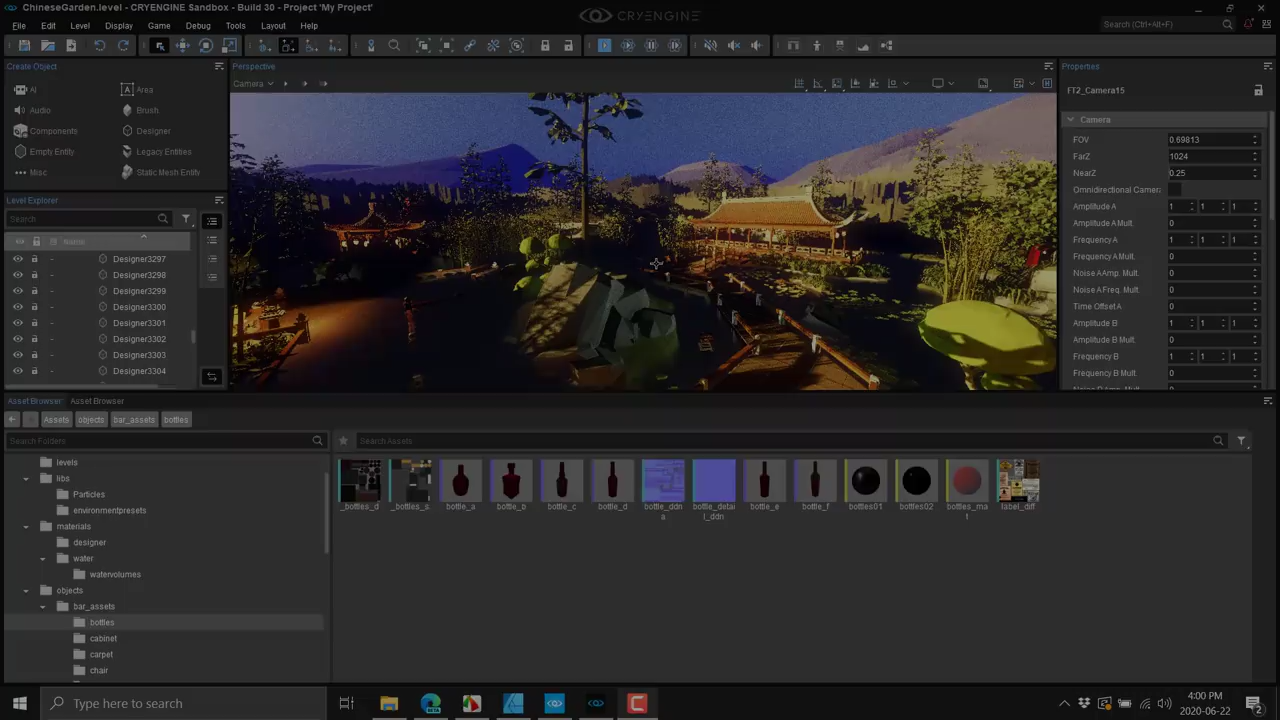 ChineseGarden.level - CRYENGINE Sandbox - Build 30 - Project 'My Project'
CRYENGINE
File Edit Level Display Game Debug Tools Layout Help
Search (Ctrl+Alt+F)
Create Object
AI
Area
Audio
Brush
Components
Designer
Empty Entity
Legacy Entities
Misc
Static Mesh Entity
Level Explorer
Search
Name
Designer3297
Designer3298
Designer3299
Designer3300
Designer3301
Designer3302
Designer3303
Designer3304
Perspective
Camera
Properties
FT2_Camera15
Camera
FOV 0.69813
FarZ 1024
NearZ 0.25
Omnidirectional Camera
Amplitude A 1 1 1
Amplitude A Mult. 0
Frequency A 1 1 1
Frequency A Mult. 0
Noise A Amp. Mult. 0
Noise A Freq. Mult. 0
Time Offset A 0
Amplitude B 1 1 1
Amplitude B Mult. 0
Frequency B 1 1 1
Frequency B Mult. 0
Asset Browser Asset Browser
Assets objects bar_assets bottles
Search Folders
Search Assets
levels
libs
Particles
environmentpresets
materials
designer
water
watervolumes
objects
bar_assets
bottles
cabinet
carpet
chair
_bottles_d
_bottles_s
bottle_a
bottle_b
bottle_c
bottle_d
bottle_ddn
a
bottle_detai
l_ddn
bottle_e
bottle_f
bottles01
bottles02
bottles_ma
t
label_diff
Type here to search
4:00 PM
2020-06-22
2